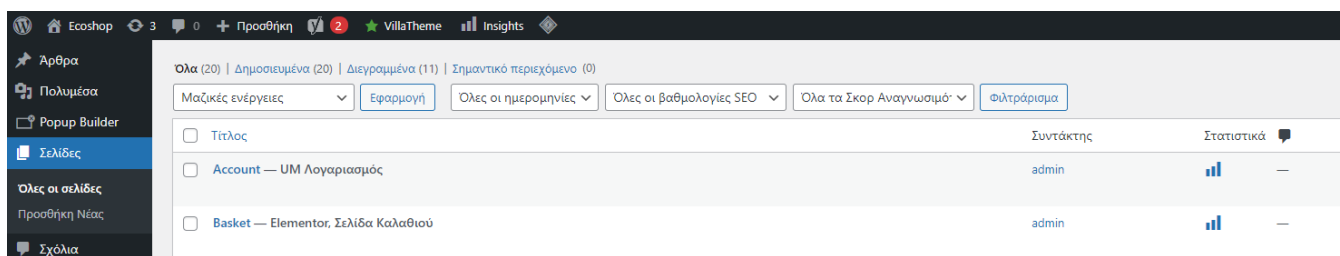 Ecoshop 3 0 Προσθήκη 2 VillaTheme Insights
Άρθρα
Πολυμέσα
Popup Builder
Σελίδες
Όλες οι σελίδες
Προσθήκη Νέας
Σχόλια
Όλα (20) | Δημοσιευμένα (20) | Διεγραμμένα (11) | Σημαντικό περιεχόμενο (0)
Μαζικές ενέργειες Εφαρμογή Όλες οι ημερομηνίες Όλες οι βαθμολογίες SEO Όλα τα Σκορ Αναγνωσιμό Φιλτράρισμα
Τίτλος Συντάκτης Στατιστικά
Account — UM Λογαριασμός admin —
Basket — Elementor, Σελίδα Καλαθιού admin —